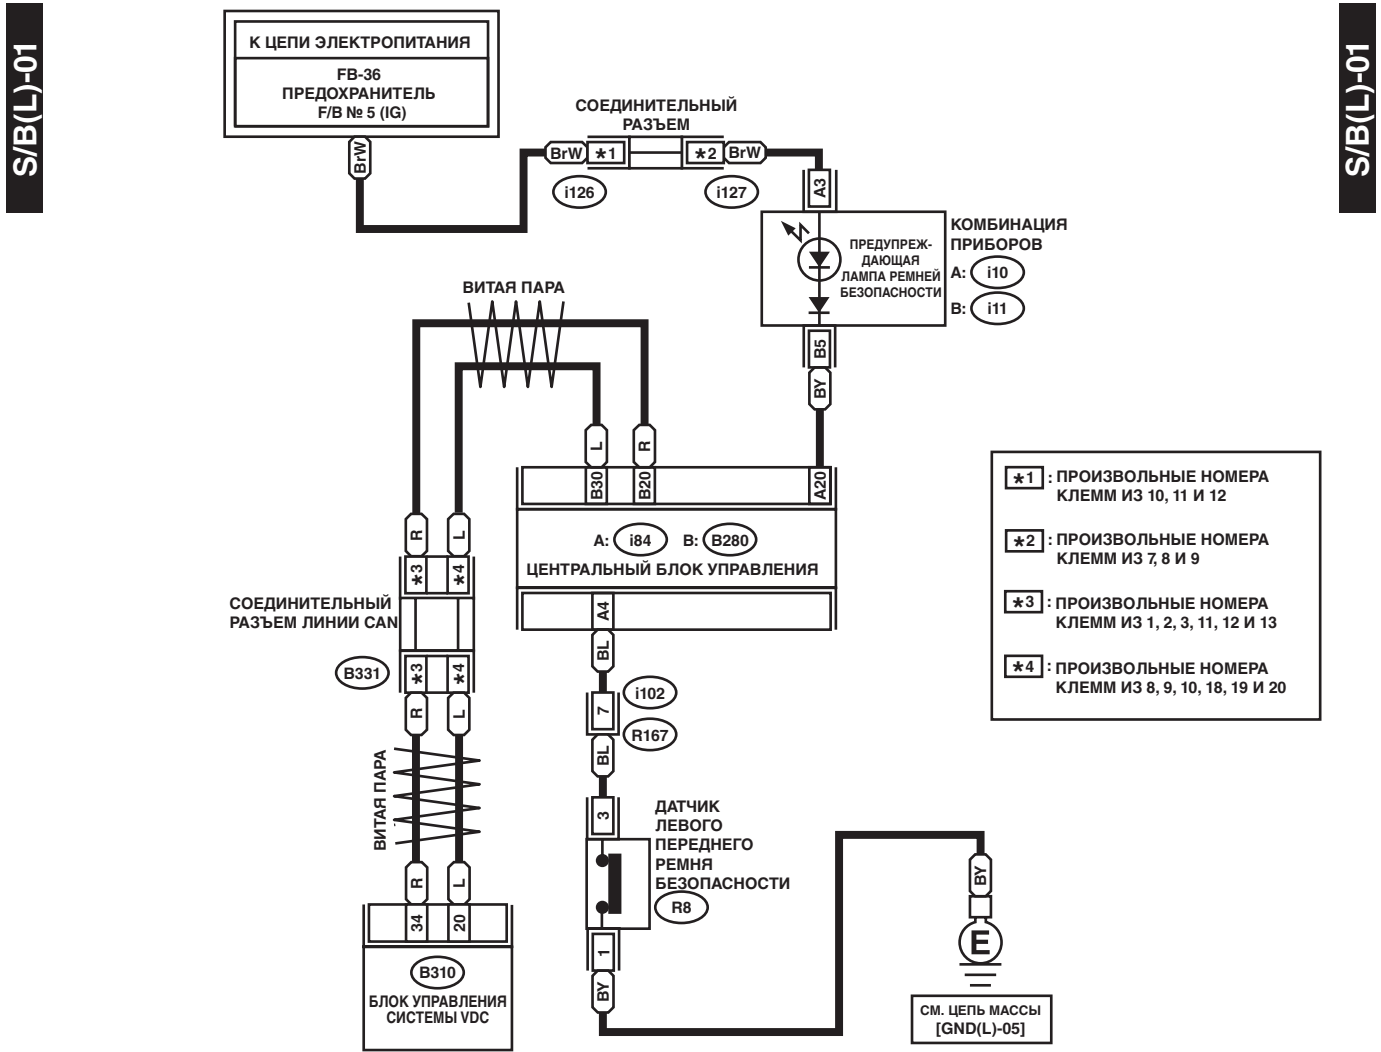 S/B(L)-01
S/B(L)-01
К ЦЕПИ ЭЛЕКТРОПИТАНИЯ
FB-36
ПРЕДОХРАНИТЕЛЬ
F/B № 5 (IG)
BrW
СОЕДИНИТЕЛЬНЫЙ
РАЗЪЕМ
BrW *1 *2 BrW
i126 i127
A3
ПРЕДУПРЕЖ-
ДАЮЩАЯ
ЛАМПА РЕМНЕЙ
БЕЗОПАСНОСТИ
КОМБИНАЦИЯ
ПРИБОРОВ
A: i10
B: i11
B5
BY
ВИТАЯ ПАРА
L R
B30 B20 A20
A: i84 B: B280
ЦЕНТРАЛЬНЫЙ БЛОК УПРАВЛЕНИЯ
A4
BL
i102
7
R167
BL
3
ДАТЧИК
ЛЕВОГО
ПЕРЕДНЕГО
РЕМНЯ
БЕЗОПАСНОСТИ
R8
1
BY
R L
*3 *4
СОЕДИНИТЕЛЬНЫЙ
РАЗЪЕМ ЛИНИИ CAN
B331
*3 *4
R L
ВИТАЯ ПАРА
R L
34 20
B310
БЛОК УПРАВЛЕНИЯ
СИСТЕМЫ VDC
*1 : ПРОИЗВОЛЬНЫЕ НОМЕРА
КЛЕММ ИЗ 10, 11 И 12
*2 : ПРОИЗВОЛЬНЫЕ НОМЕРА
КЛЕММ ИЗ 7, 8 И 9
*3 : ПРОИЗВОЛЬНЫЕ НОМЕРА
КЛЕММ ИЗ 1, 2, 3, 11, 12 И 13
*4 : ПРОИЗВОЛЬНЫЕ НОМЕРА
КЛЕММ ИЗ 8, 9, 10, 18, 19 И 20
BY
E
СМ. ЦЕПЬ МАССЫ
[GND(L)-05]